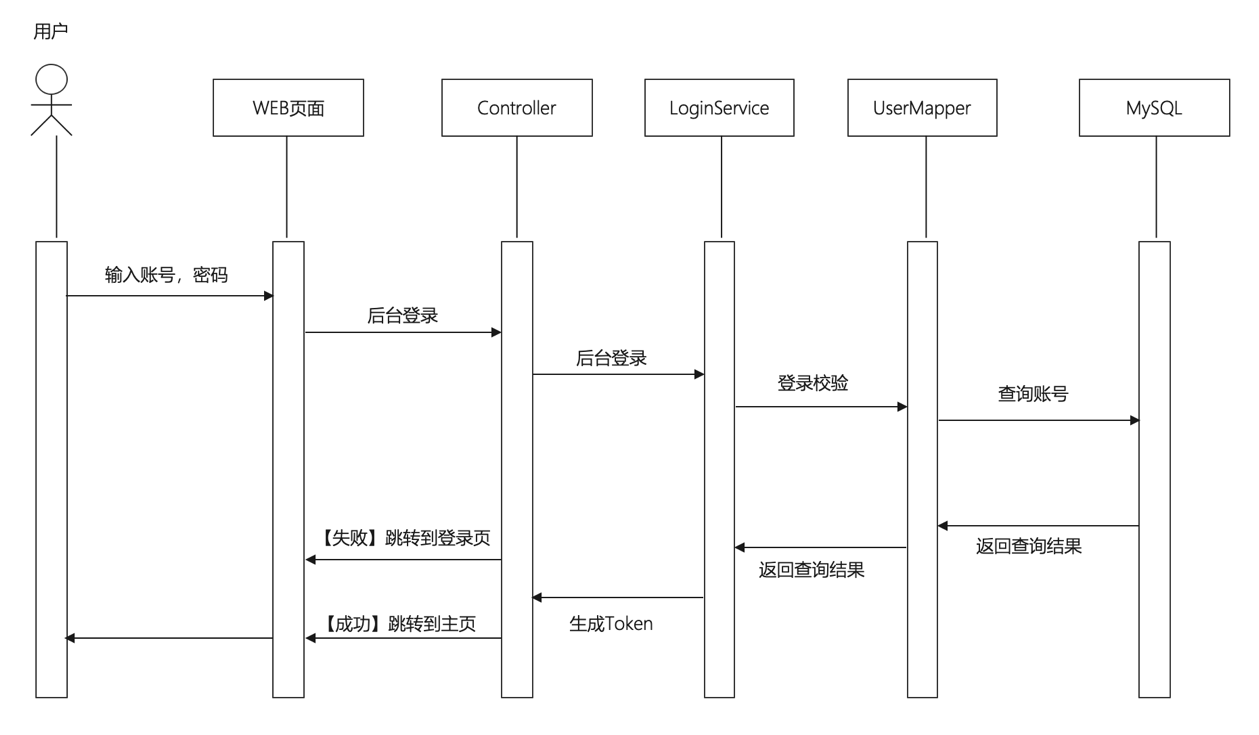 用户
WEB页面
Controller
LoginService
UserMapper
MySQL
输入账号，密码
后台登录
后台登录
登录校验
查询账号
【失败】跳转到登录页
返回查询结果
返回查询结果
【成功】跳转到主页
生成Token